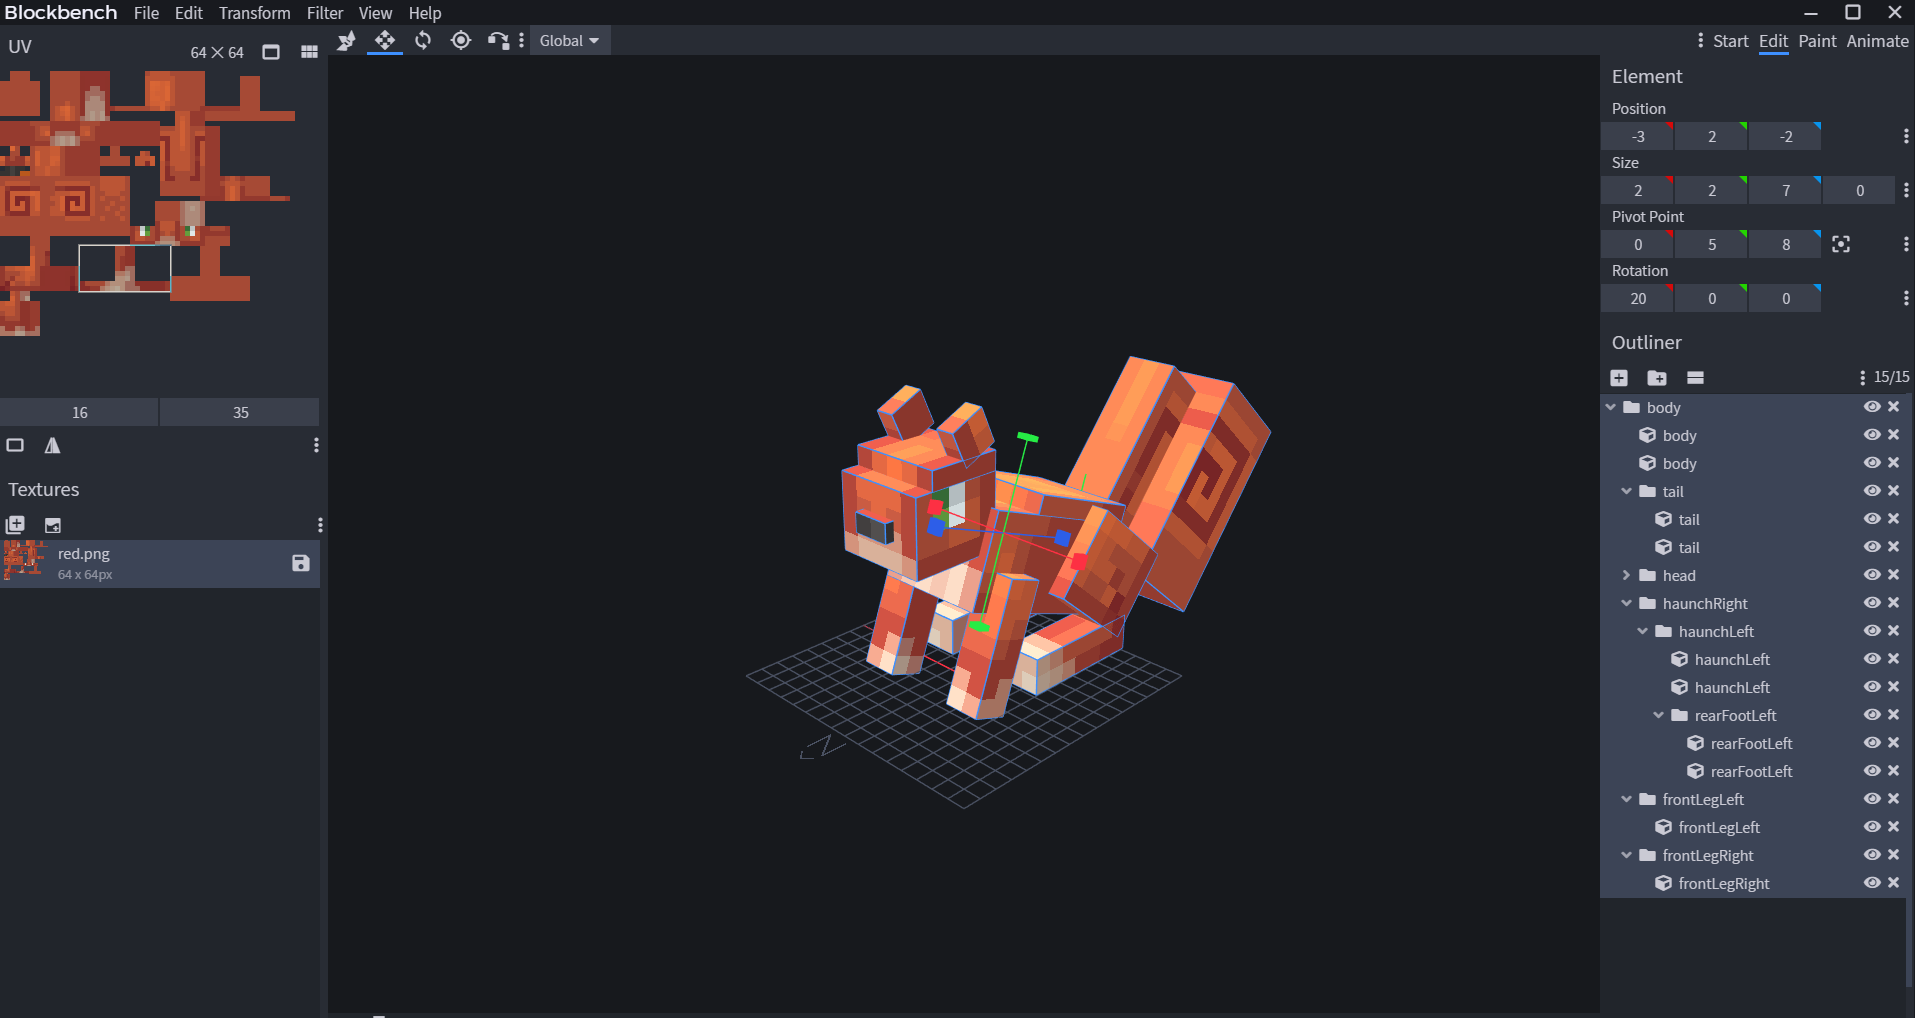 Blockbench File Edit Transform Filter View Help
UV
64 × 64
Global
Start Edit Paint Animate
16 35
Textures
red.png
64 x 64px
Element
Position
-3 2 -2
Size
2 2 7 0
Pivot Point
0 5 8
Rotation
20 0 0
Outliner
15/15
body
body
body
tail
tail
tail
head
haunchRight
haunchLeft
haunchLeft
haunchLeft
rearFootLeft
rearFootLeft
rearFootLeft
frontLegLeft
frontLegLeft
frontLegRight
frontLegRight